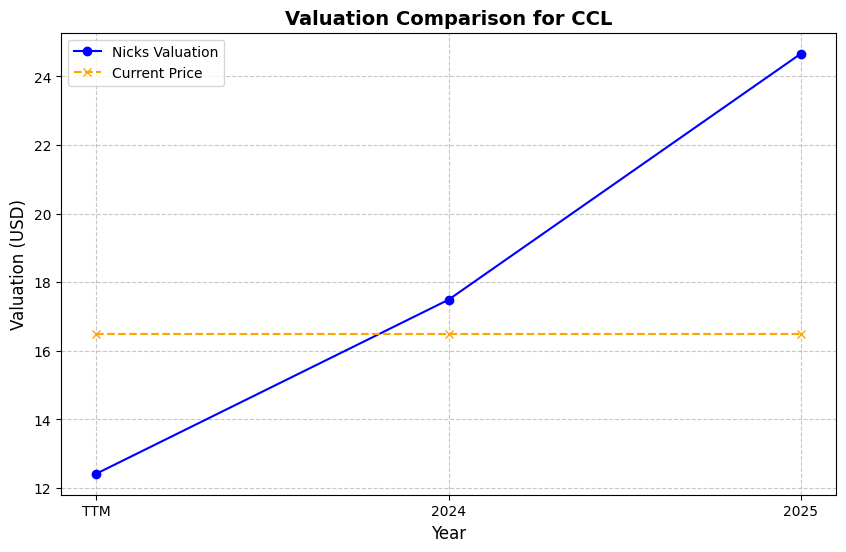 Valuation Comparison for CCL
Nicks Valuation
Current Price
Valuation (USD)
24
22
20
18
16
14
12
TTM
2024
2025
Year